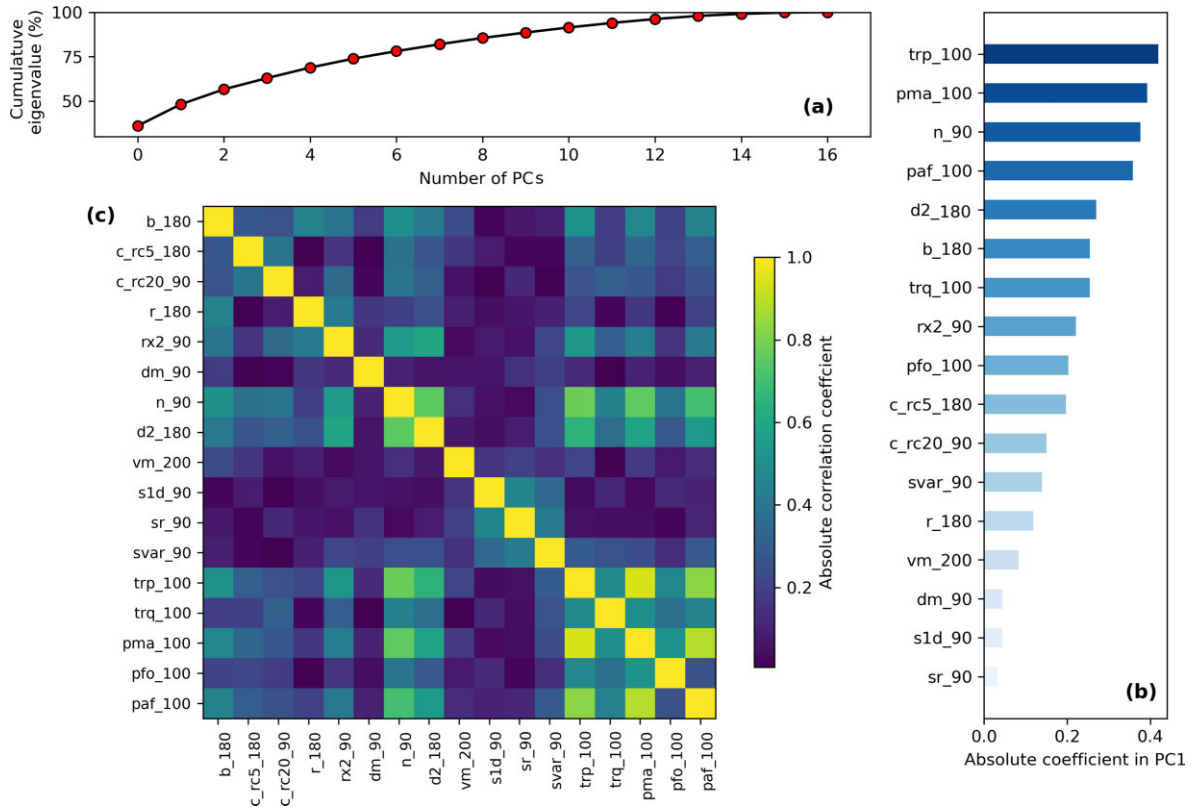 Cumulative
eigenvalue (%)
100
75
50
(a)
0 2 4 6 8 10 12 14 16
Number of PCs
(c)
b_180
c_rc5_180
c_rc20_90
r_180
rx2_90
dm_90
n_90
d2_180
vm_200
s1d_90
sr_90
svar_90
trp_100
trq_100
pma_100
pfo_100
paf_100
b_180
c_rc5_180
c_rc20_90
r_180
rx2_90
dm_90
n_90
d2_180
vm_200
s1d_90
sr_90
svar_90
trp_100
trq_100
pma_100
pfo_100
paf_100
1.0
0.8
0.6
0.4
0.2
Absolute correlation coeffcient
trp_100
pma_100
n_90
paf_100
d2_180
b_180
trq_100
rx2_90
pfo_100
c_rc5_180
c_rc20_90
svar_90
r_180
vm_200
dm_90
s1d_90
sr_90
(b)
0.0 0.2 0.4
Absolute coefficient in PC1